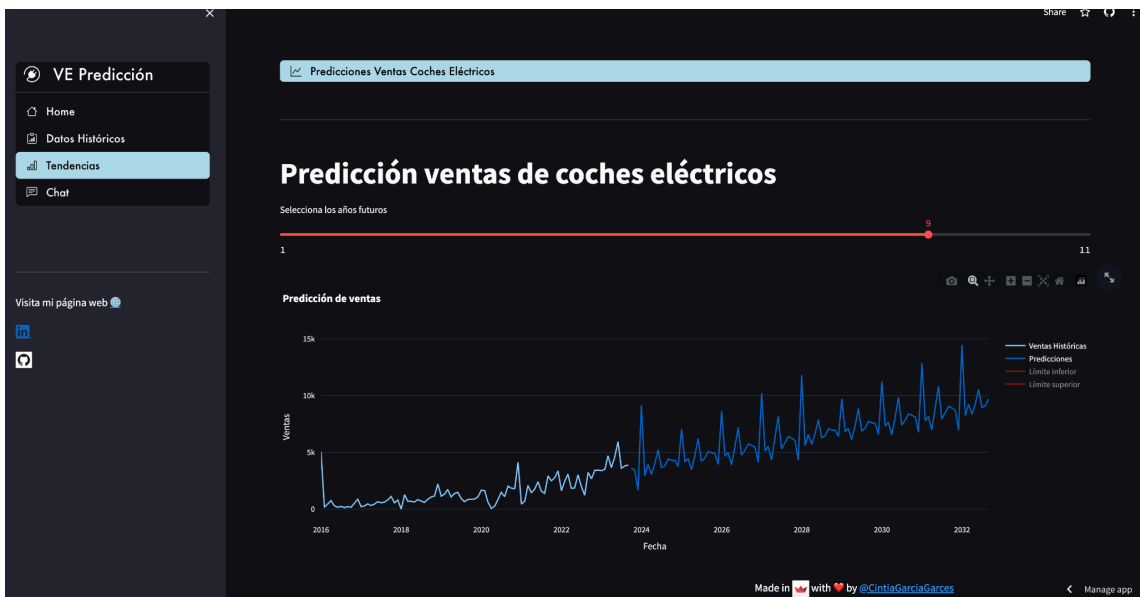 Share
VE Predicción
Home
Datos Históricos
Tendencias
Chat
Visita mi página web
in
Predicciones Ventas Coches Eléctricos
Predicción ventas de coches eléctricos
Selecciona los años futuros
9
1 11
Predicción de ventas
15k
10k
5k
0
Ventas
2016 2018 2020 2022 2024 2026 2028 2030 2032
Fecha
Ventas Históricas
Predicciones
Límite inferior
Límite superior
Made in with by @CintiaGarciaGarces
Manage app